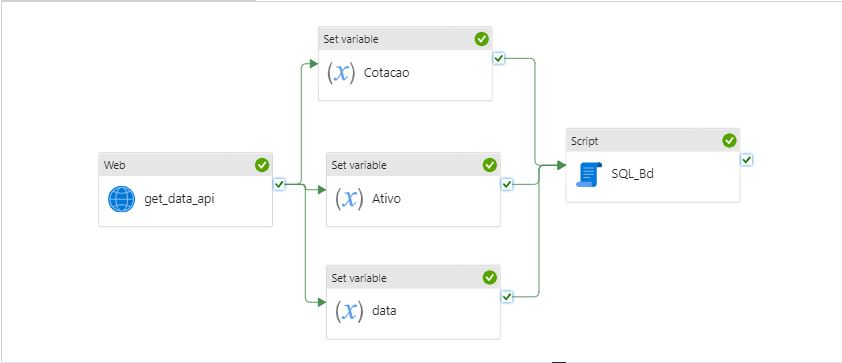 Set variable
(x) Cotacao
Web
get_data_api
Set variable
(x) Ativo
Script
SQL_Bd
Set variable
(x) data